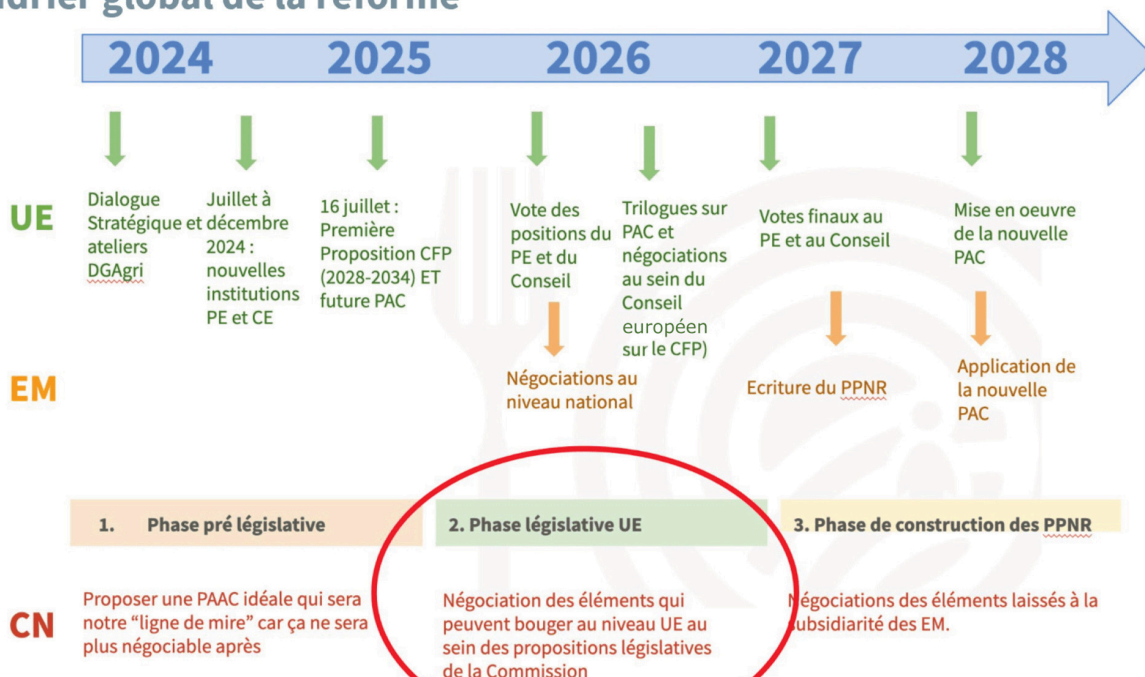 drier global de la réforme
2024 2025 2026 2027 2028
UE
Dialogue
Stratégique et
ateliers
DGAgri
Juillet à
décembre
2024 :
nouvelles
institutions
PE et CE
16 juillet :
Première
Proposition CFP
(2028-2034) ET
future PAC
Vote des
positions du
PE et du
Conseil
Trilogues sur
PAC et
négociations
au sein du
Conseil
européen
sur le CFP)
Votes finaux au
PE et au Conseil
Mise en oeuvre
de la nouvelle
PAC
EM
Négociations au
niveau national
Ecriture du PPNR
Application de
la nouvelle
PAC
1. Phase pré législative
2. Phase législative UE
3. Phase de construction des PPNR
CN
Proposer une PAAC idéale qui sera
notre “ligne de mire” car ça ne sera
plus négociable après
Négociation des éléments qui
peuvent bouger au niveau UE au
sein des propositions législatives
de la Commission
Négociations des éléments laissés à la
subsidiarité des EM.